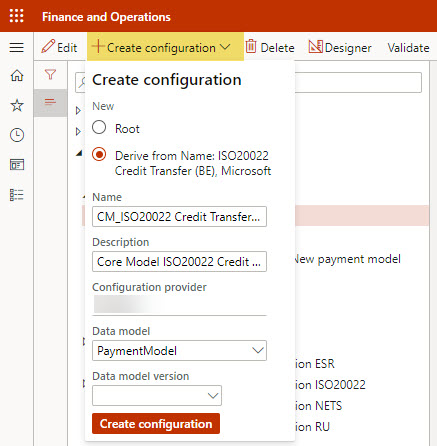 Finance and Operations
Edit
Create configuration
Delete
Designer
Validate
Create configuration
New
Root
Derive from Name: ISO20022
Credit Transfer (BE), Microsoft
Name
CM_ISO20022 Credit Transfer...
Description
Core Model ISO20022 Credit ...
New payment model
Configuration provider
Data model
PaymentModel
ion ESR
Data model version
ion ISO20022
ion NETS
Create configuration
ion RU